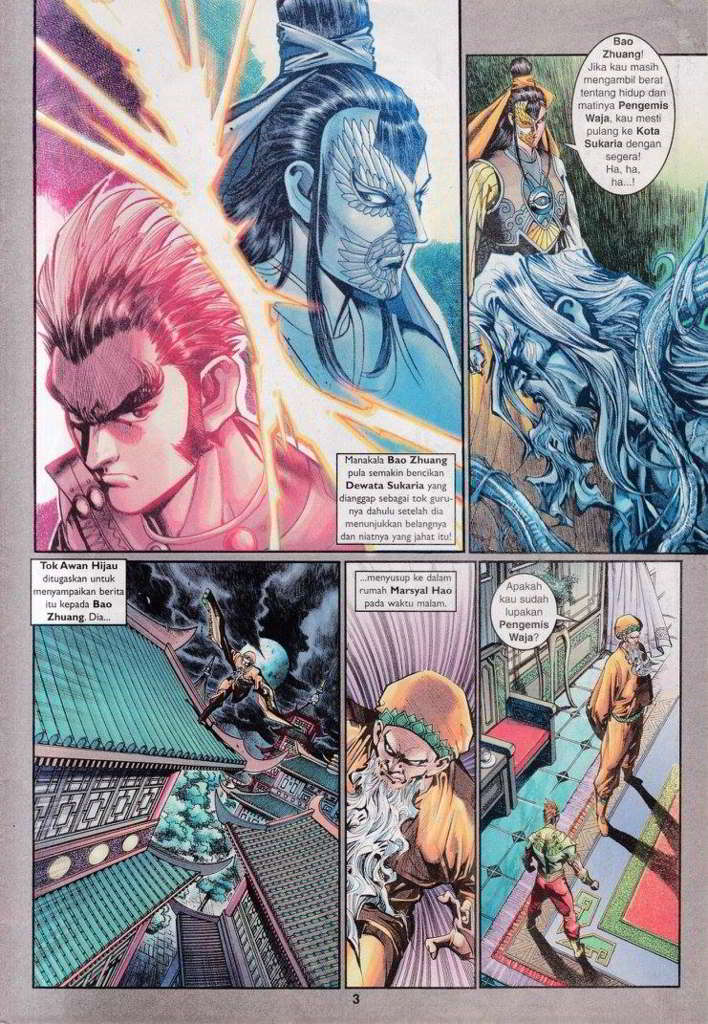 Bao
Zhuang!
Jika kau masih
mengambil berat
tentang hidup dan
matinya Pengemis
Waja, kau mesti
pulang ke Kota
Sukaria dengan
segera!
Ha, ha,
ha...!
Manakala Bao Zhuang
pula semakin bencikan
Dewata Sukaria yang
dianggap sebagai tok guru-
nya dahulu setelah dia
menunjukkan belangnya
dan niatnya yang jahat itu!
Tok Awan Hijau
ditugaskan untuk
menyampaikan berita
itu kepada Bao
Zhuang. Dia...
...menyusup ke dalam
rumah Marsyal Hao
pada waktu malam.
Apakah
kau sudah
lupakan
Pengemis
Waja?
3